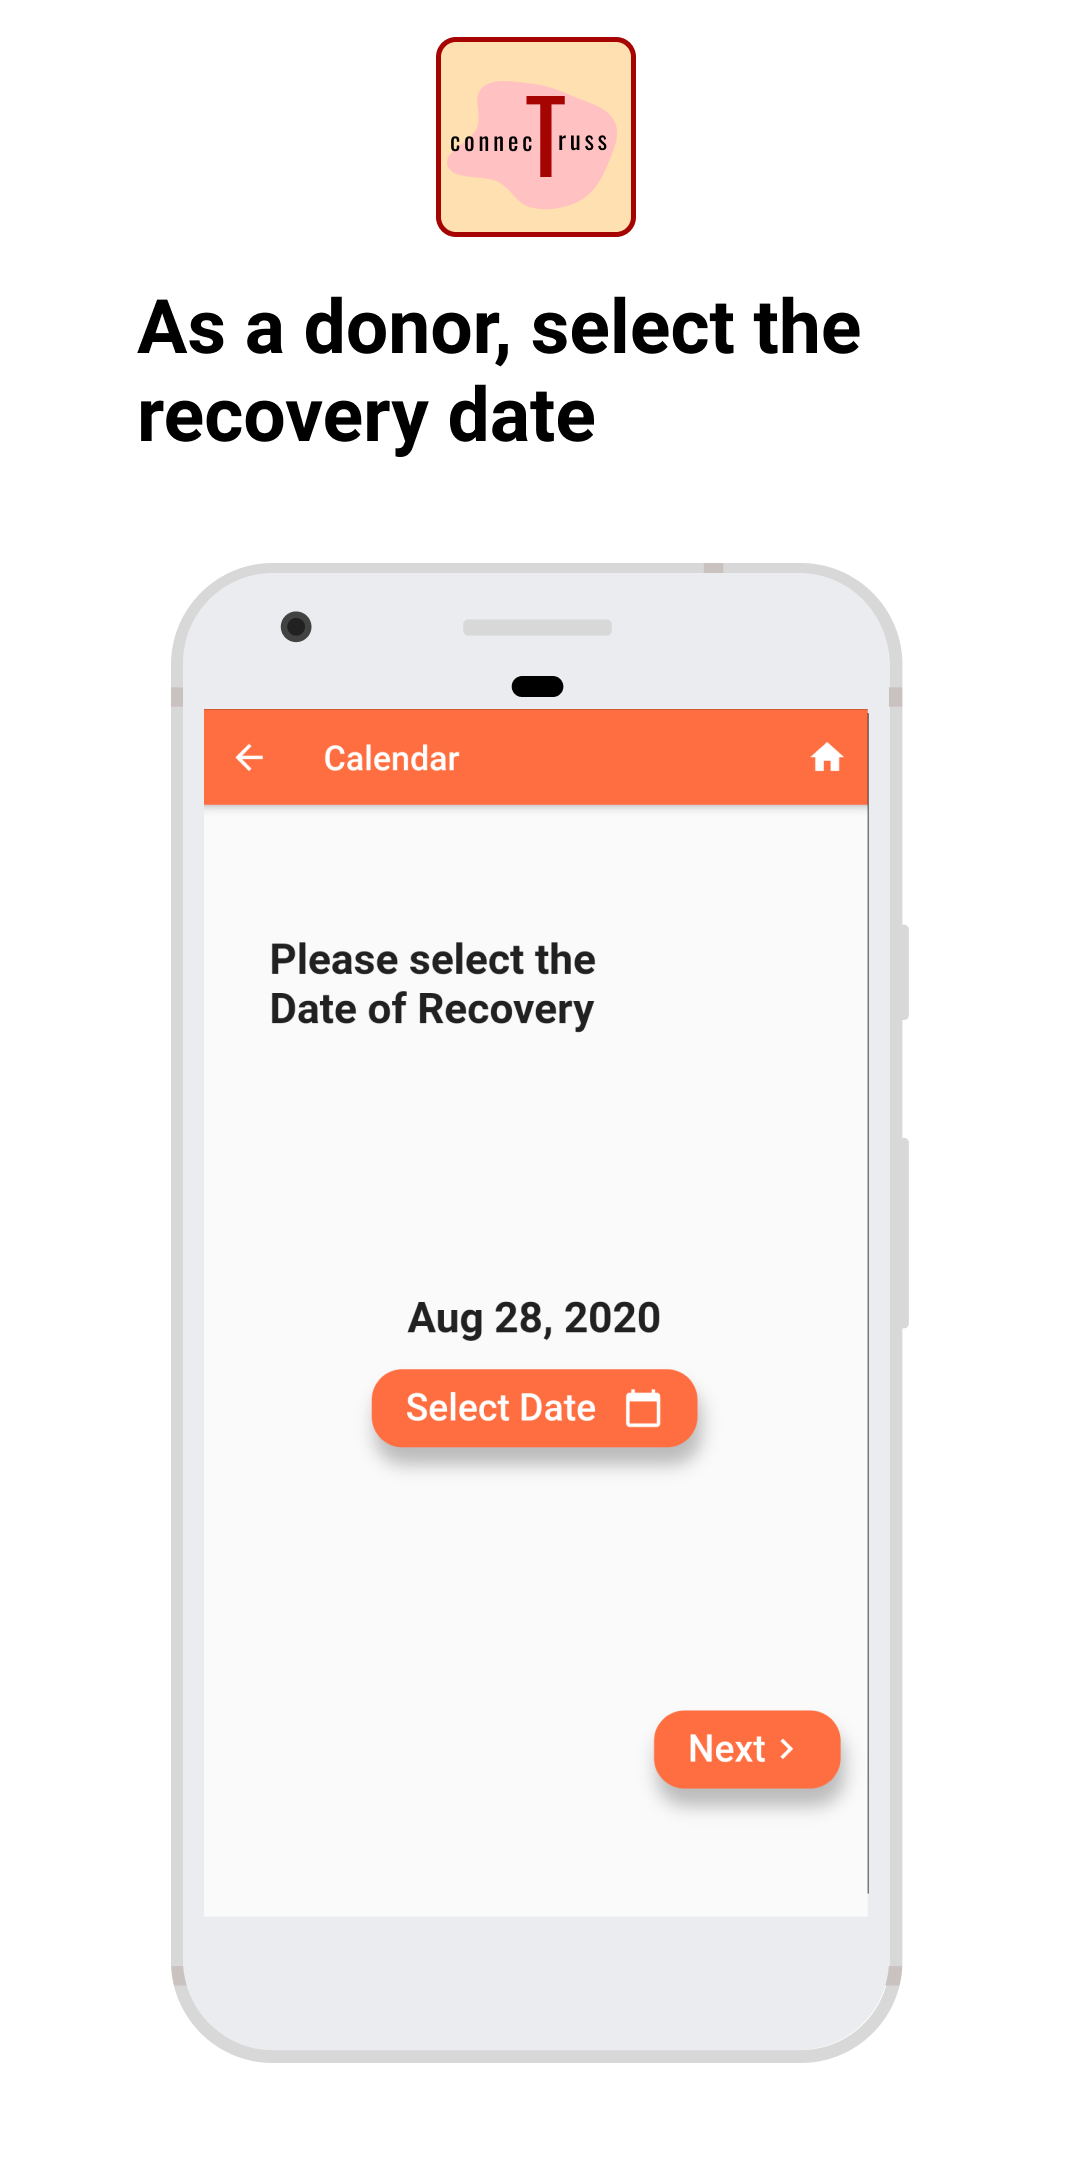 connecTruss
As a donor, select the
recovery date
Calendar
Please select the
Date of Recovery
Aug 28, 2020
Select Date
Next